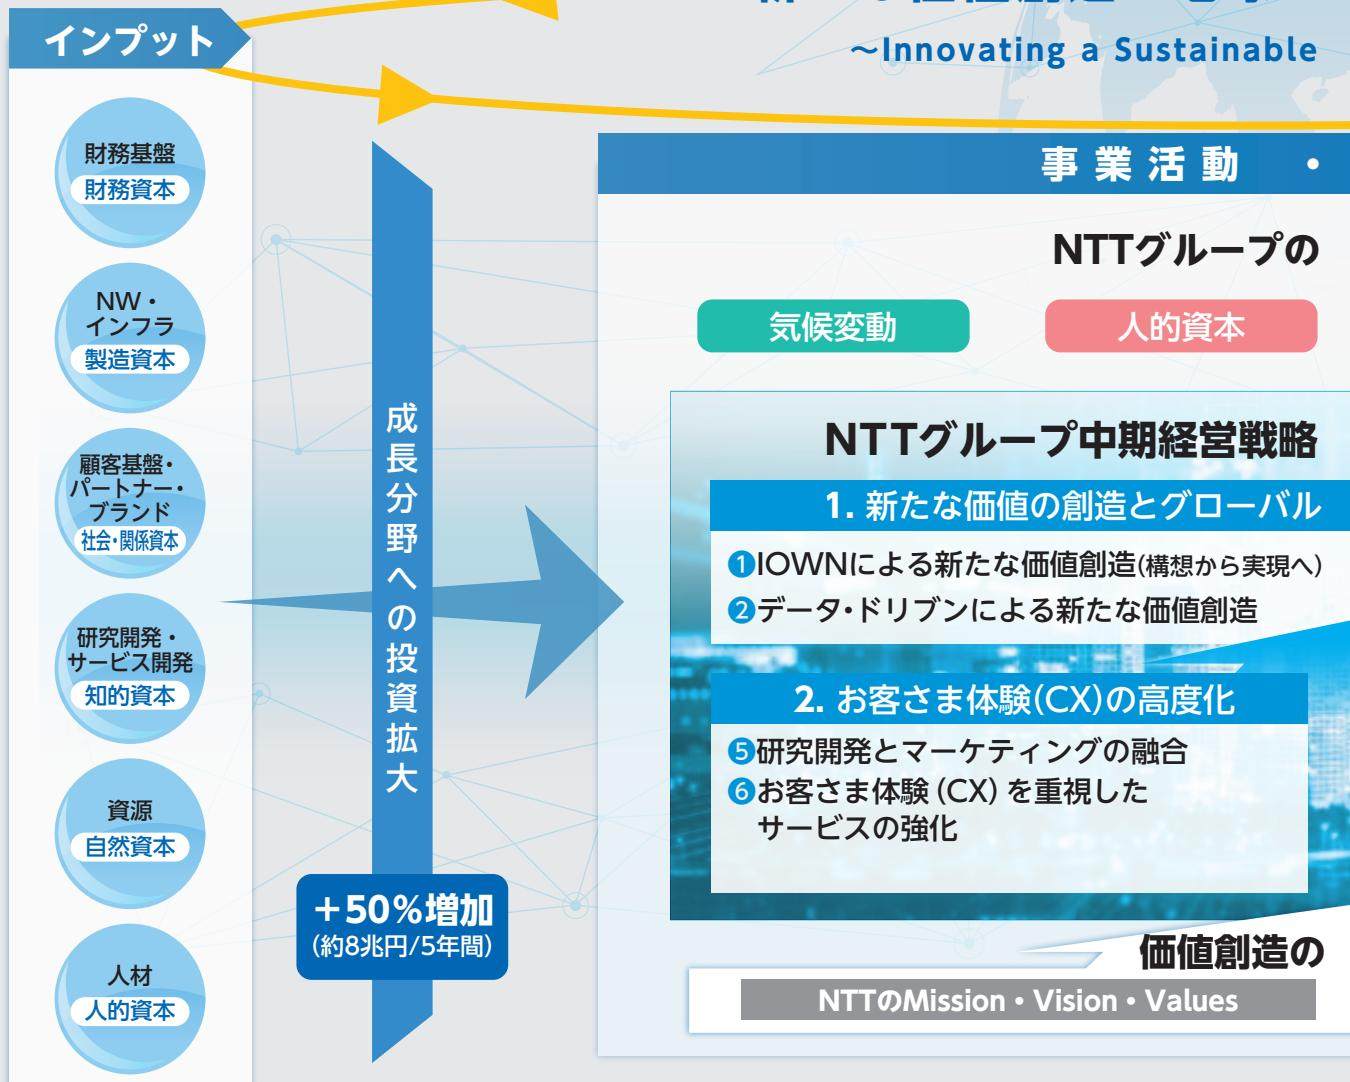 インプット
財務基盤
財務資本
NW・
インフラ
製造資本
顧客基盤・
パートナー・
ブランド
社会・関係資本
研究開発・
サービス開発
知的資本
資源
自然資本
人材
人的資本
成長分野への投資拡大
+50%増加
(約8兆円/5年間)
~Innovating a Sustainable
事業活動 ・
NTTグループの
気候変動
人的資本
NTTグループ中期経営戦略
1. 新たな価値の創造とグローバル
❶IOWNによる新たな価値創造(構想から実現へ)
❷データ・ドリブンによる新たな価値創造
2. お客さま体験(CX)の高度化
❺研究開発とマーケティングの融合
❻お客さま体験 (CX) を重視した
サービスの強化
価値創造の
NTTのMission・Vision・Values